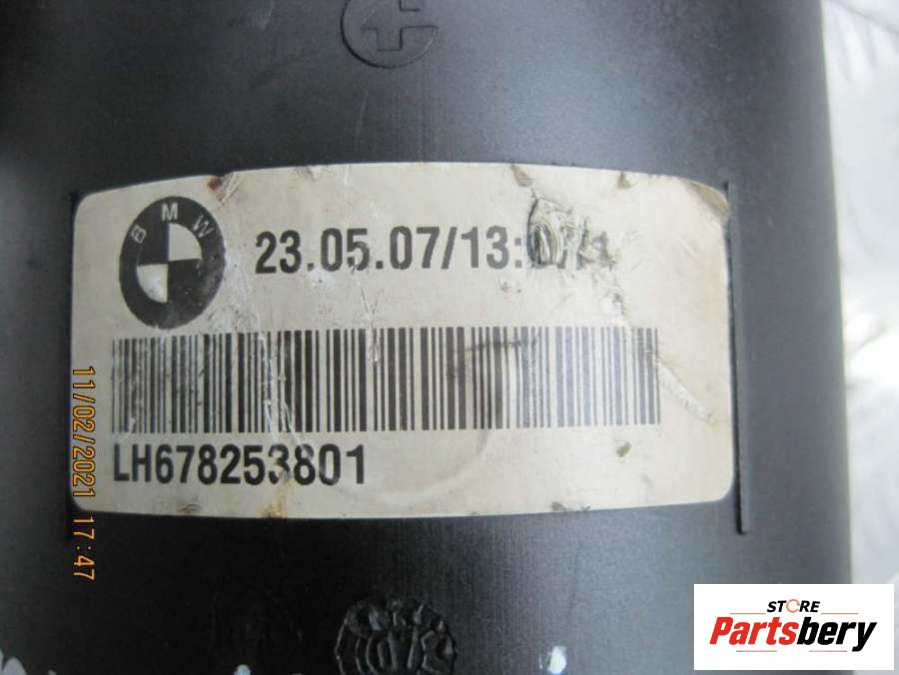 BMW
23.05.07/13:
LH678253801
11/02/2021 17:47
STORE
Partsbery